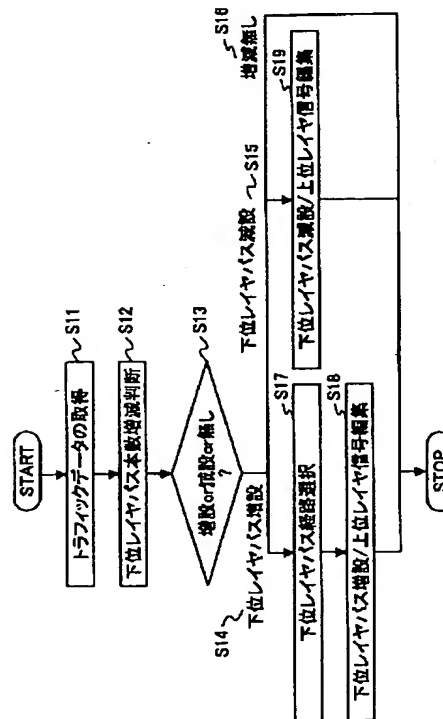 START
トラフィックデータの取得
S11
下位レイヤパス本数増減判断
S12
増設or減設or無し
?
S13
S14
下位レイヤパス増設
下位レイヤパス減設
S15
S16
増減無し
下位レイヤパス経路選択
S17
下位レイヤパス増設/上位レイヤ信号編集
S18
下位レイヤパス減設/上位レイヤ信号編集
S19
STOP